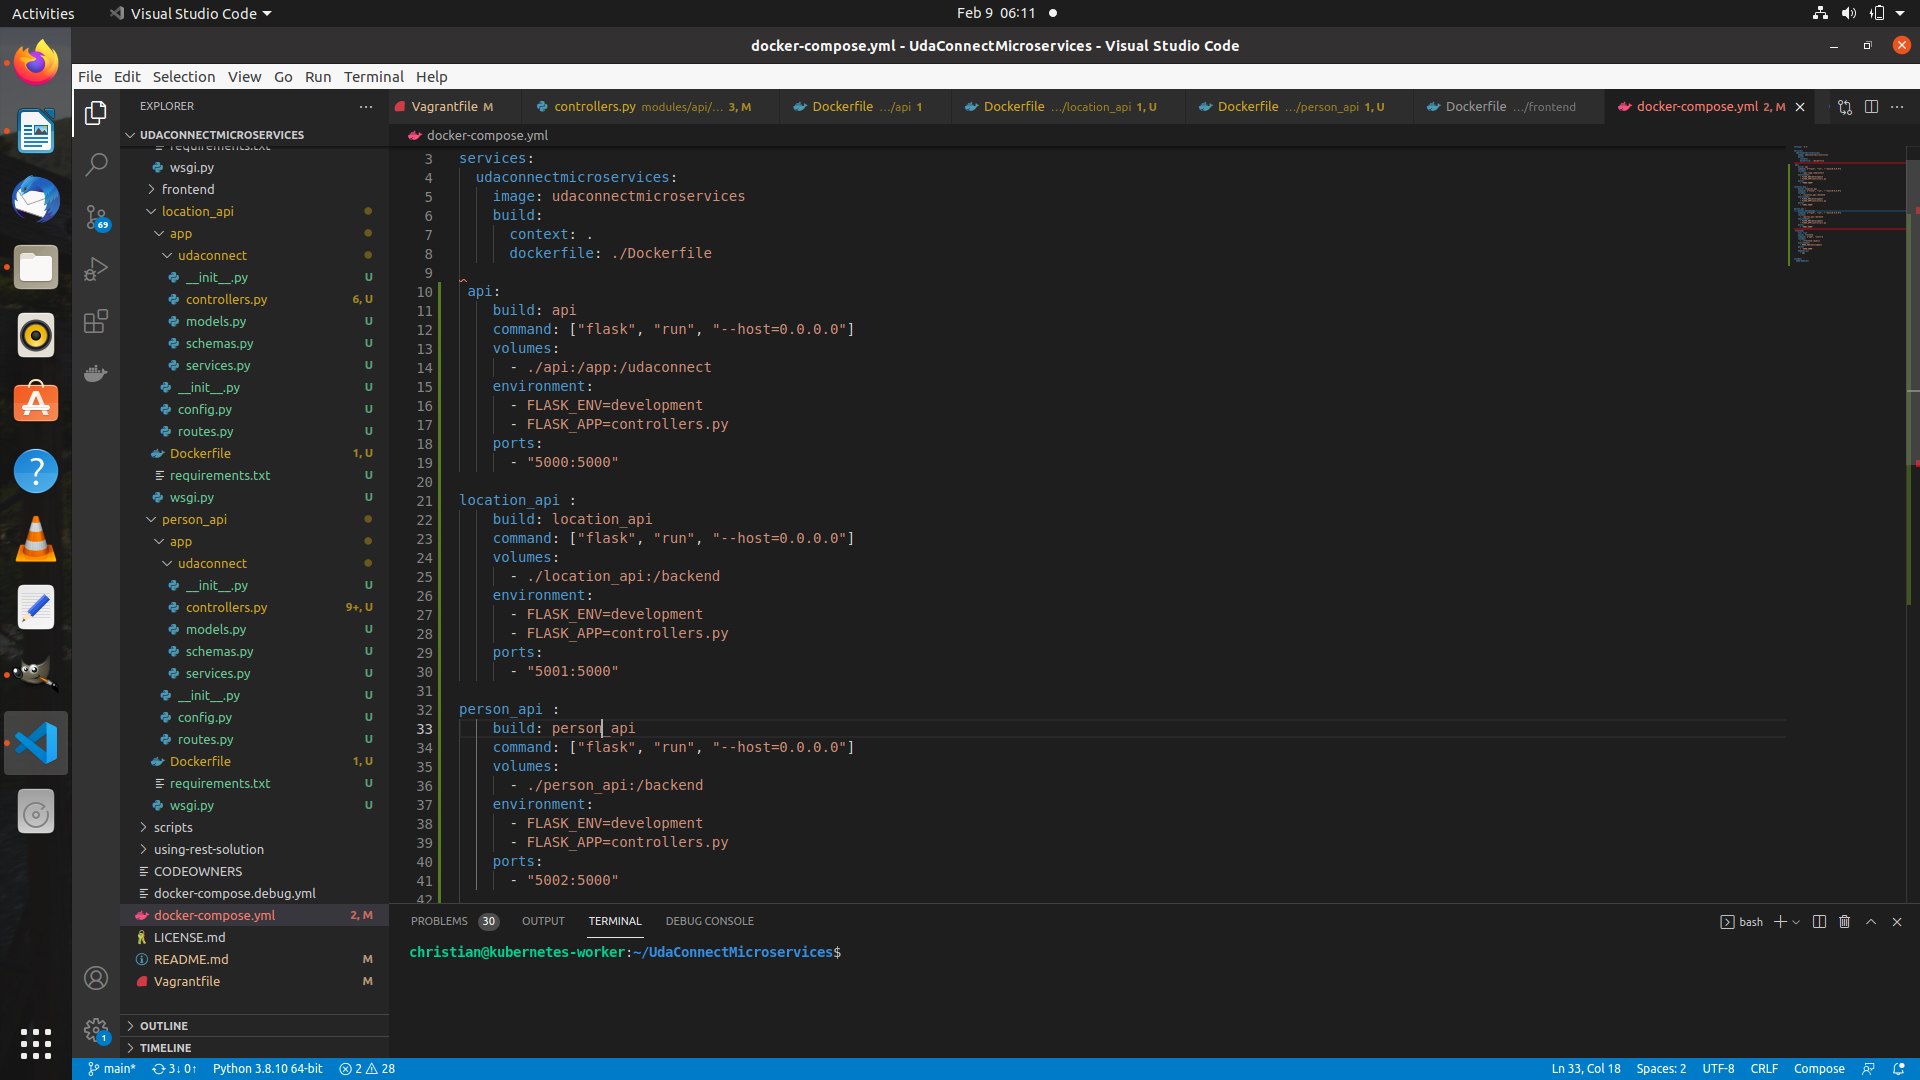 Activities
Visual Studio Code
Feb 9 06:11
docker-compose.yml - UdaConnectMicroservices - Visual Studio Code
File Edit Selection View Go Run Terminal Help
EXPLORER
Vagrantfile M
controllers.py modules/api/... 3, M
Dockerfile .../api 1
Dockerfile .../location_api 1, U
Dockerfile .../person_api 1, U
Dockerfile .../frontend
docker-compose.yml 2, M
UDACONNECTMICROSERVICES
requirements.txt
wsgi.py
frontend
location_api
app
udaconnect
__init__.py U
controllers.py 6, U
models.py U
schemas.py U
services.py U
__init__.py U
config.py U
routes.py U
Dockerfile 1, U
requirements.txt U
wsgi.py U
person_api
app
udaconnect
__init__.py U
controllers.py 9+, U
models.py U
schemas.py U
services.py U
__init__.py U
config.py U
routes.py U
Dockerfile 1, U
requirements.txt U
wsgi.py U
scripts
using-rest-solution
CODEOWNERS
docker-compose.debug.yml
docker-compose.yml 2, M
LICENSE.md
README.md M
Vagrantfile M
OUTLINE
TIMELINE
69
1
docker-compose.yml
3 services:
4 udaconnectmicroservices:
5 image: udaconnectmicroservices
6 build:
7 context: .
8 dockerfile: ./Dockerfile
9
10 api:
11 build: api
12 command: ["flask", "run", "--host=0.0.0.0"]
13 volumes:
14 - ./api:/app:/udaconnect
15 environment:
16 - FLASK_ENV=development
17 - FLASK_APP=controllers.py
18 ports:
19 - "5000:5000"
20
21 location_api :
22 build: location_api
23 command: ["flask", "run", "--host=0.0.0.0"]
24 volumes:
25 - ./location_api:/backend
26 environment:
27 - FLASK_ENV=development
28 - FLASK_APP=controllers.py
29 ports:
30 - "5001:5000"
31
32 person_api :
33 build: person_api
34 command: ["flask", "run", "--host=0.0.0.0"]
35 volumes:
36 - ./person_api:/backend
37 environment:
38 - FLASK_ENV=development
39 - FLASK_APP=controllers.py
40 ports:
41 - "5002:5000"
42
PROBLEMS 30 OUTPUT TERMINAL DEBUG CONSOLE
bash
christian@kubernetes-worker:~/UdaConnectMicroservices$
main* 3↓ 0↑ Python 3.8.10 64-bit 2 28
Ln 33, Col 18 Spaces: 2 UTF-8 CRLF Compose